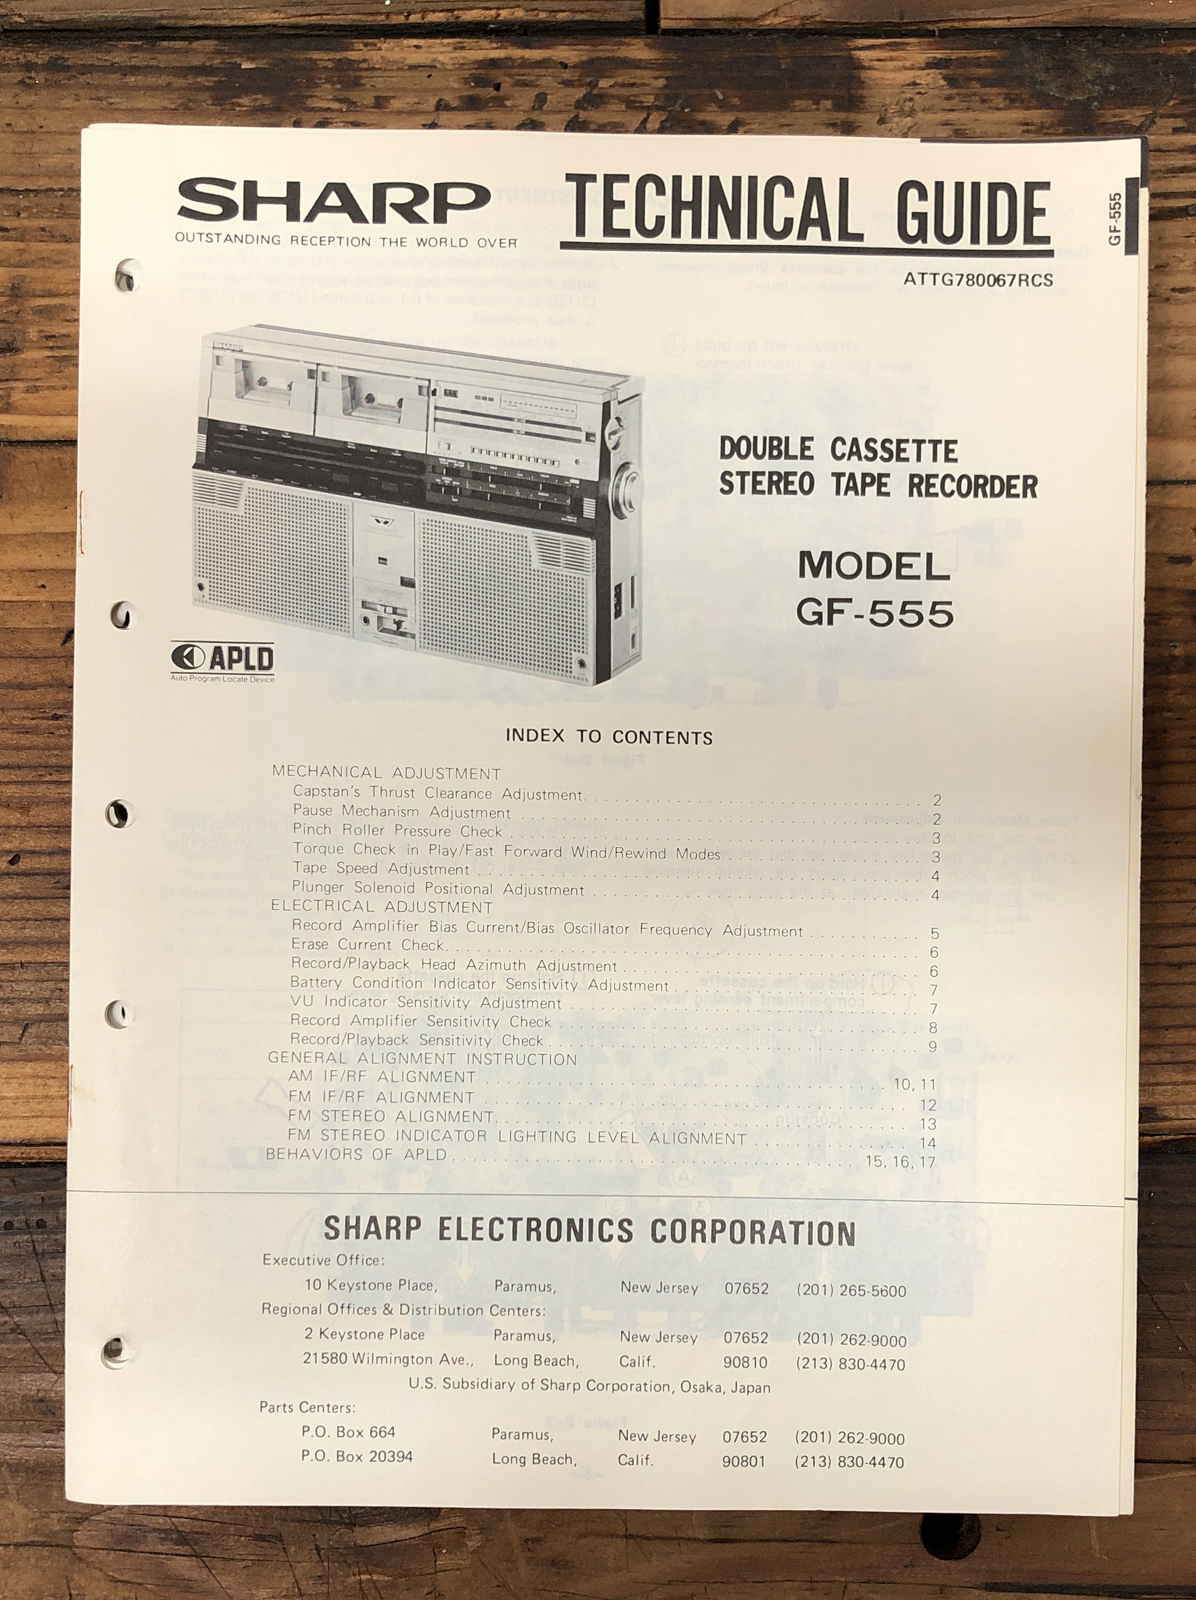 SHARP
OUTSTANDING RECEPTION THE WORLD OVER
TECHNICAL GUIDE
GF-555
ATTG780067RCS
SHARP
DOUBLE CASSETTE
STEREO TAPE RECORDER
MODEL
GF-555
APLD
Auto Program Locate Device
INDEX TO CONTENTS
MECHANICAL ADJUSTMENT
Capstan's Thrust Clearance Adjustment. . . . . . . . . . 2
Pause Mechanism Adjustment . . . . . . . . . . 2
Pinch Roller Pressure Check . . . . . . . . . . 3
Torque Check in Play/Fast Forward Wind/Rewind Modes . . . . . . . . . . 3
Tape Speed Adjustment . . . . . . . . . . 4
Plunger Solenoid Positional Adjustment . . . . . . . . . . 4
ELECTRICAL ADJUSTMENT
Record Amplifier Bias Current/Bias Oscillator Frequency Adjustment . . . . . . . . . . 5
Erase Current Check. . . . . . . . . . 6
Record/Playback Head Azimuth Adjustment . . . . . . . . . . 6
Battery Condition Indicator Sensitivity Adjustment . . . . . . . . . . 7
VU Indicator Sensitivity Adjustment . . . . . . . . . . 7
Record Amplifier Sensitivity Check . . . . . . . . . . 8
Record/Playback Sensitivity Check. . . . . . . . . . 9
GENERAL ALIGNMENT INSTRUCTION
AM IF/RF ALIGNMENT . . . . . . . . . . 10, 11
FM IF/RF ALIGNMENT . . . . . . . . . . 12
FM STEREO ALIGNMENT. . . . . . . . . . 13
FM STEREO INDICATOR LIGHTING LEVEL ALIGNMENT . . . . . . . . . . 14
BEHAVIORS OF APLD . . . . . . . . . . 15, 16, 17
SHARP ELECTRONICS CORPORATION
Executive Office:
10 Keystone Place, Paramus, New Jersey 07652 (201) 265-5600
Regional Offices & Distribution Centers:
2 Keystone Place Paramus, New Jersey 07652 (201) 262-9000
21580 Wilmington Ave., Long Beach, Calif. 90810 (213) 830-4470
U.S. Subsidiary of Sharp Corporation, Osaka, Japan
Parts Centers:
P.O. Box 664 Paramus, New Jersey 07652 (201) 262-9000
P.O. Box 20394 Long Beach, Calif. 90801 (213) 830-4470